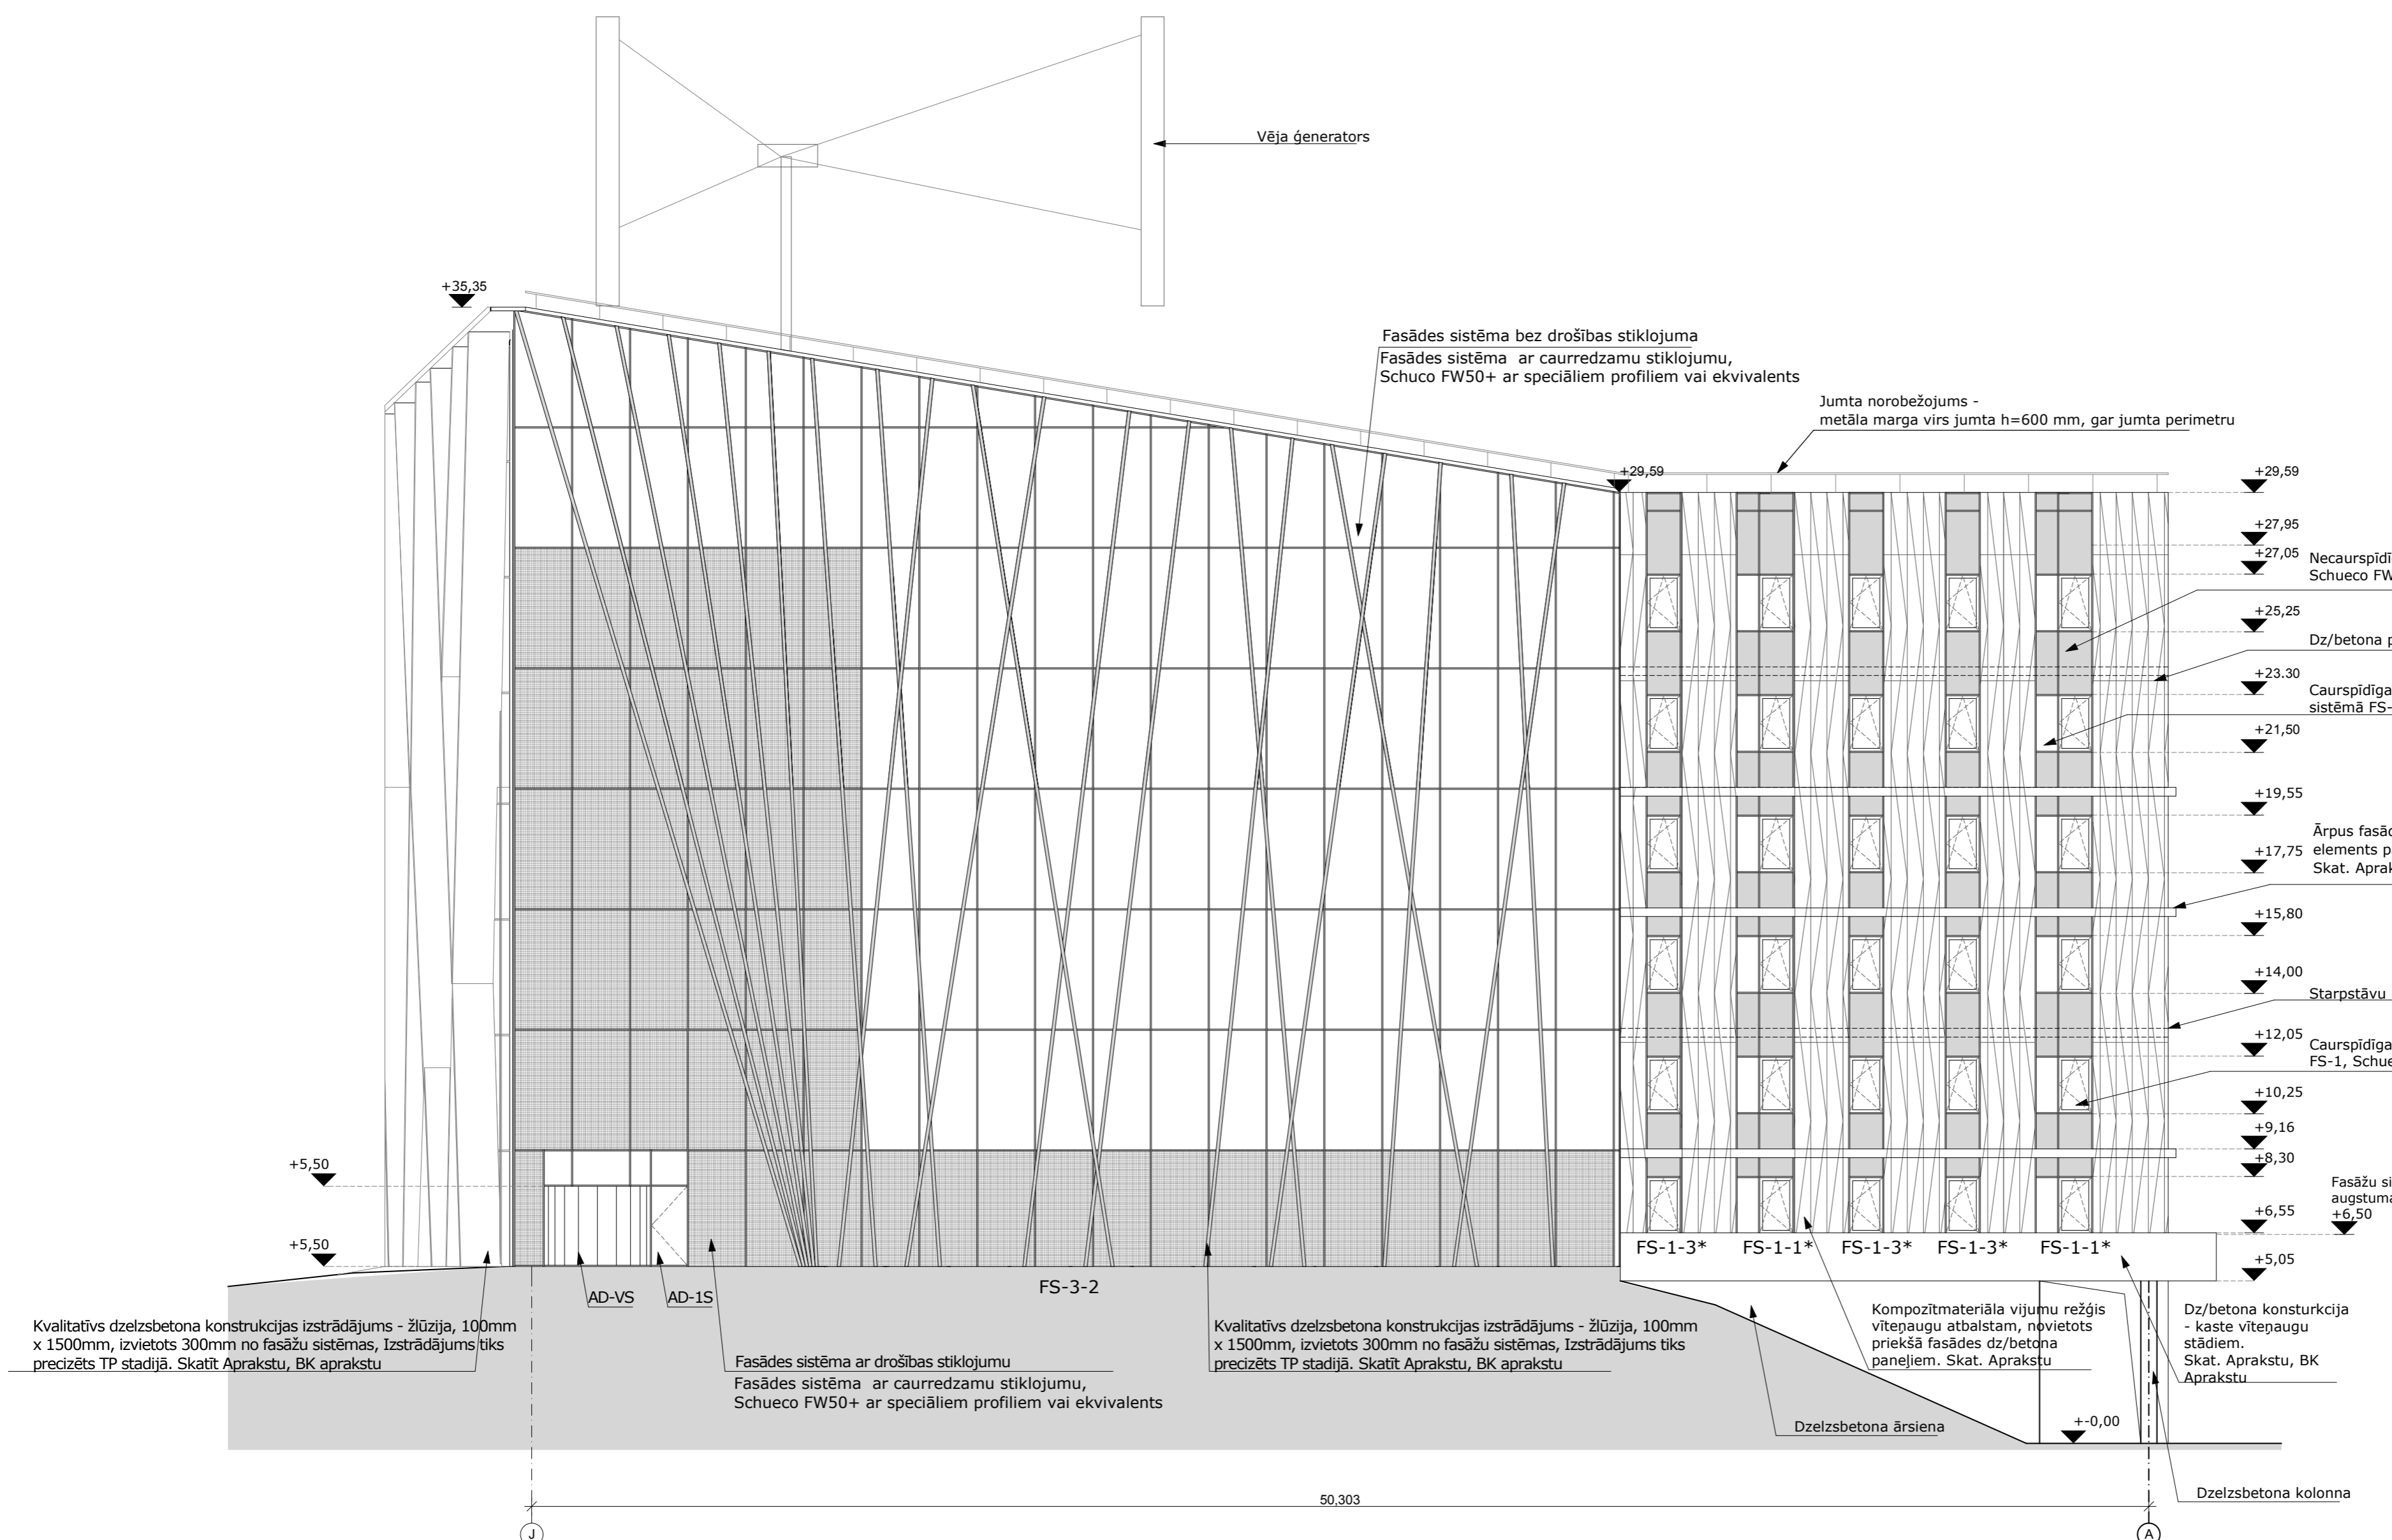 Vēja ģenerators
+35,35
Fasādes sistēma bez drošības stiklojuma
Fasādes sistēma ar caurredzamu stiklojumu,
Schuco FW50+ ar speciāliem profiliem vai ekvivalents
Jumta norobežojums -
metāla marga virs jumta h=600 mm, gar jumta perimetru
+29,59
+29,59
+27,95
+27,05
Necaurspīdī
Schueco FW
+25,25
Dz/betona p
+23.30
Caurspīdīga
sistēmā FS-
+21,50
+19,55
Ārpus fasād
elements p
Skat. Aprak
+17,75
+15,80
+14,00
Starpstāvu
+12,05
Caurspīdīga
FS-1, Schue
+10,25
+9,16
+8,30
Fasāžu si
augstuma
+6,50
+6,55
+5,05
+5,50
+5,50
FS-1-3*
FS-1-1*
FS-1-3*
FS-1-3*
FS-1-1*
FS-3-2
AD-VS
AD-1S
Kvalitatīvs dzelzsbetona konstrukcijas izstrādājums - žlūzija, 100mm
x 1500mm, izvietots 300mm no fasāžu sistēmas, Izstrādājums tiks
precizēts TP stadijā. Skatīt Aprakstu, BK aprakstu
Fasādes sistēma ar drošības stiklojumu
Fasādes sistēma ar caurredzamu stiklojumu,
Schueco FW50+ ar speciāliem profiliem vai ekvivalents
Kvalitatīvs dzelzsbetona konstrukcijas izstrādājums - žlūzija, 100mm
x 1500mm, izvietots 300mm no fasāžu sistēmas, Izstrādājums tiks
precizēts TP stadijā. Skatīt Aprakstu, BK aprakstu
Kompozītmateriāla vijumu režģis
vīteņaugu atbalstam, novietots
priekšā fasādes dz/betona
paneļiem. Skat. Aprakstu
Dz/betona konsturkcija
- kaste vīteņaugu
stādiem.
Skat. Aprakstu, BK
Aprakstu
Dzelzsbetona ārsiena
+-0,00
Dzelzsbetona kolonna
50,303
J
A